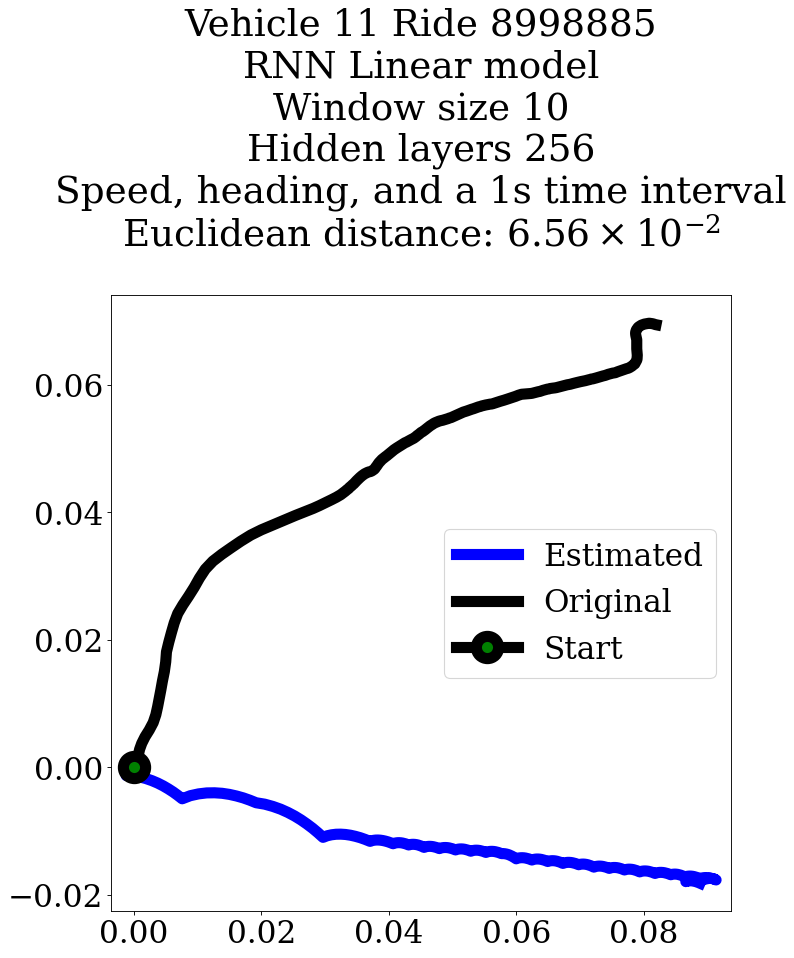 Vehicle 11 Ride 8998885
RNN Linear model
Window size 10
Hidden layers 256
Speed, heading, and a 1s time interval
Euclidean distance: 6.56 × 10⁻²
0.06
0.04
Estimated
Original
0.02
Start
0.00
−0.02
0.00 0.02 0.04 0.06 0.08